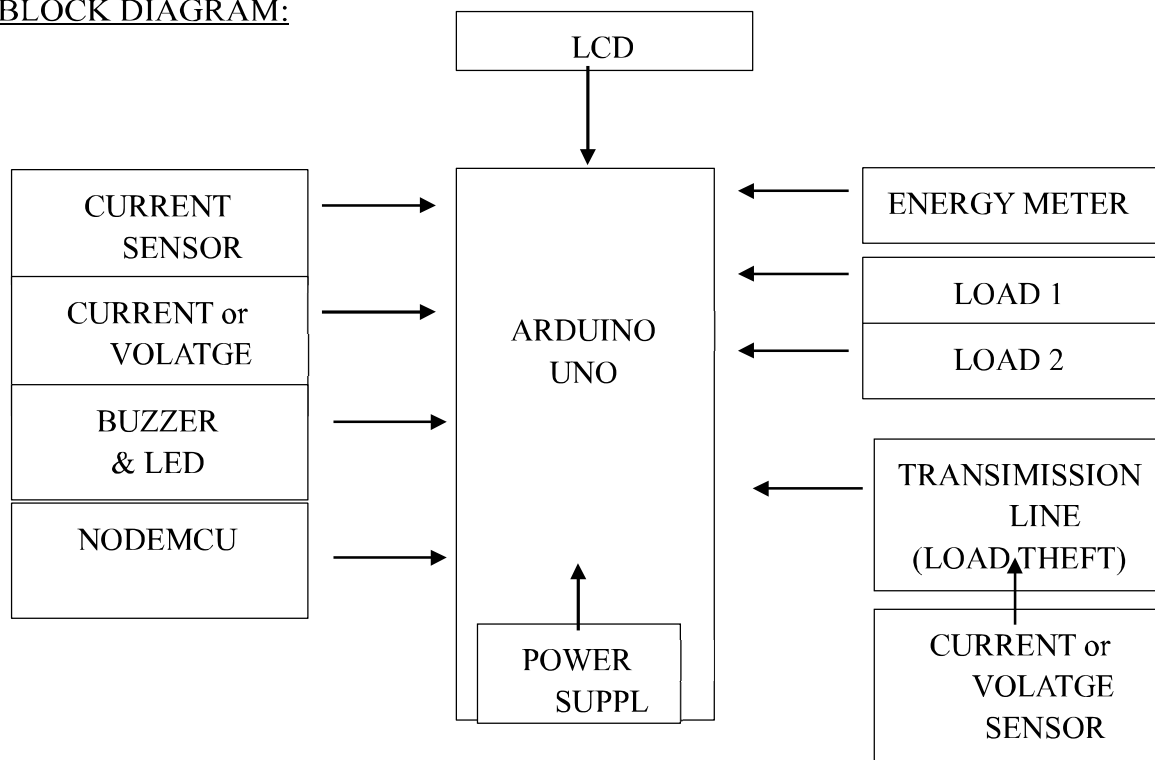 BLOCK DIAGRAM:
LCD
CURRENT
SENSOR
CURRENT or
VOLATGE
BUZZER
& LED
NODEMCU
ARDUINO
UNO
POWER
SUPPL
ENERGY METER
LOAD 1
LOAD 2
TRANSIMISSION
LINE
(LOAD THEFT)
CURRENT or
VOLATGE
SENSOR